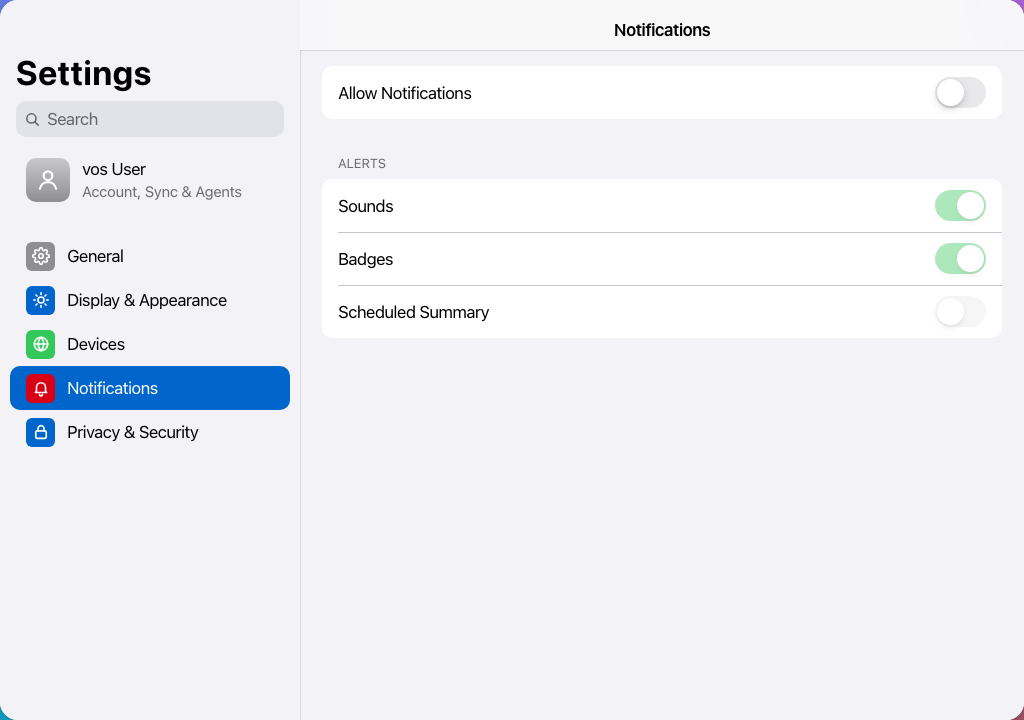 Settings
Search
vos User
Account, Sync & Agents
General
Display & Appearance
Devices
Notifications
Privacy & Security
Notifications
Allow Notifications
ALERTS
Sounds
Badges
Scheduled Summary